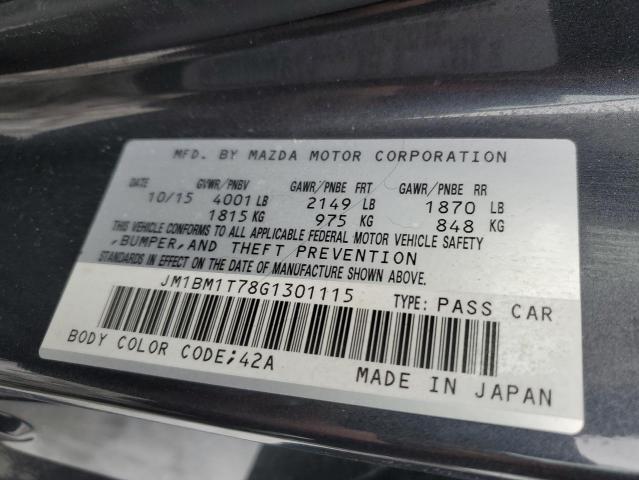 MFD. BY MAZDA MOTOR CORPORATION
DATE GVWR/PNBV GAWR/PNBE FRT GAWR/PNBE RR
10/15 4001 LB 2149 LB 1870 LB
1815 KG 975 KG 848 KG
THIS VEHICLE CONFORMS TO ALL APPLICABLE FEDERAL MOTOR VEHICLE SAFETY
,BUMPER,AND THEFT PREVENTION
STANDARDS IN EFFECT ON THE DATE OF MANUFACTURE SHOWN ABOVE.
JM1BM1T78G1301115 TYPE: PASS CAR
BODY COLOR CODE;42A
MADE IN JAPAN